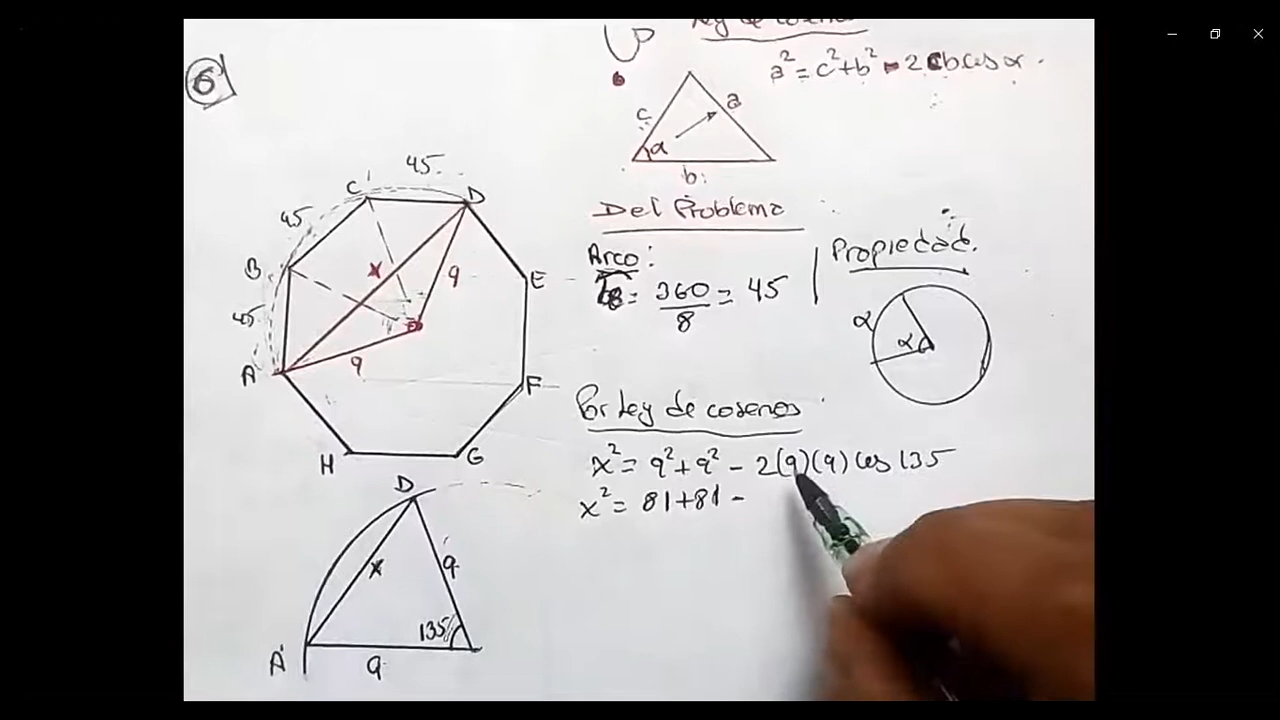 6
Ley de cosenos
a² = c² + b² - 2cb cos α.
c
a
α
b
45
C
D
45
B
x
9
E
45
A
9
F
H
G
Del Problema
Arco:
= 360/8 = 45
Propiedad.
α
α
Por Ley de cosenos
x² = 9² + 9² - 2(9)(9) cos 135
x² = 81 + 81 -
D
x
9
135
A
9